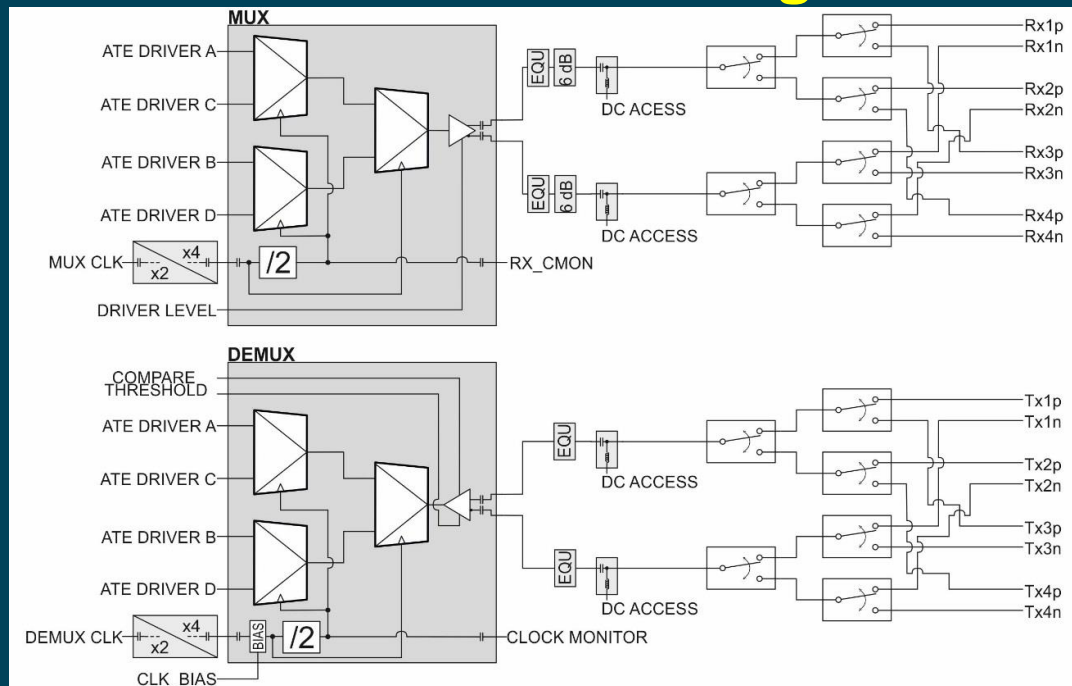 MUX
ATE DRIVER A
ATE DRIVER C
ATE DRIVER B
ATE DRIVER D
MUX CLK
x4
x2
/2
RX_CMON
DRIVER LEVEL
EQU
6 dB
DC ACESS
EQU
6 dB
DC ACCESS
Rx1p
Rx1n
Rx2p
Rx2n
Rx3p
Rx3n
Rx4p
Rx4n
DEMUX
COMPARE
THRESHOLD
ATE DRIVER A
ATE DRIVER C
ATE DRIVER B
ATE DRIVER D
DEMUX CLK
x4
x2
BIAS
/2
CLOCK MONITOR
CLK_BIAS
EQU
DC ACCESS
EQU
DC ACCESS
Tx1p
Tx1n
Tx2p
Tx2n
Tx3p
Tx3n
Tx4p
Tx4n